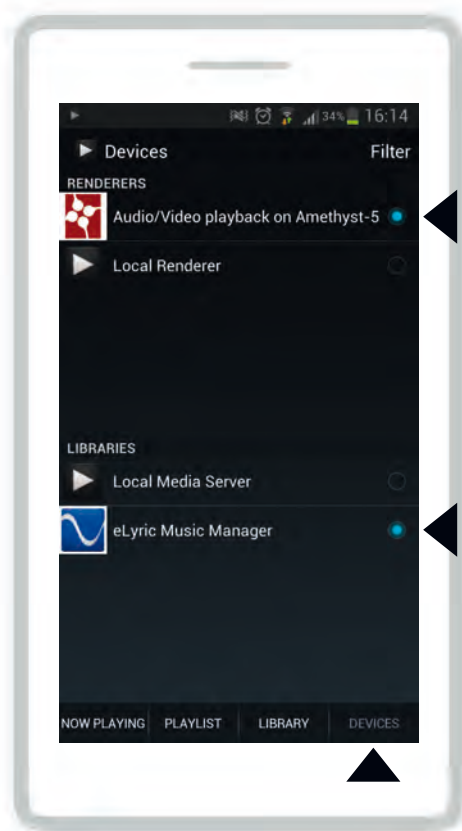 34% 16:14
Devices Filter
RENDERERS
Audio/Video playback on Amethyst-5
Local Renderer
LIBRARIES
Local Media Server
eLyric Music Manager
NOW PLAYING PLAYLIST LIBRARY DEVICES